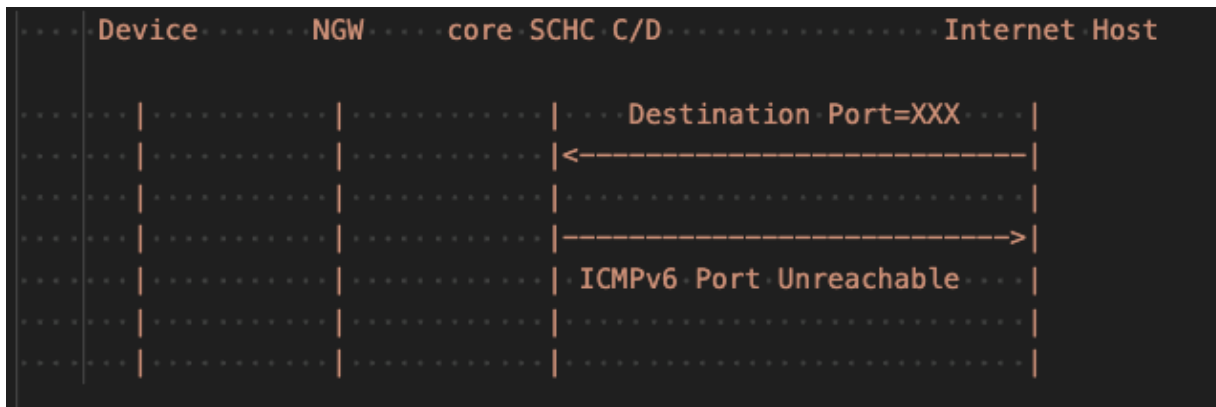 Device NGW core SCHC C/D Internet Host
Destination Port=XXX
ICMPv6 Port Unreachable